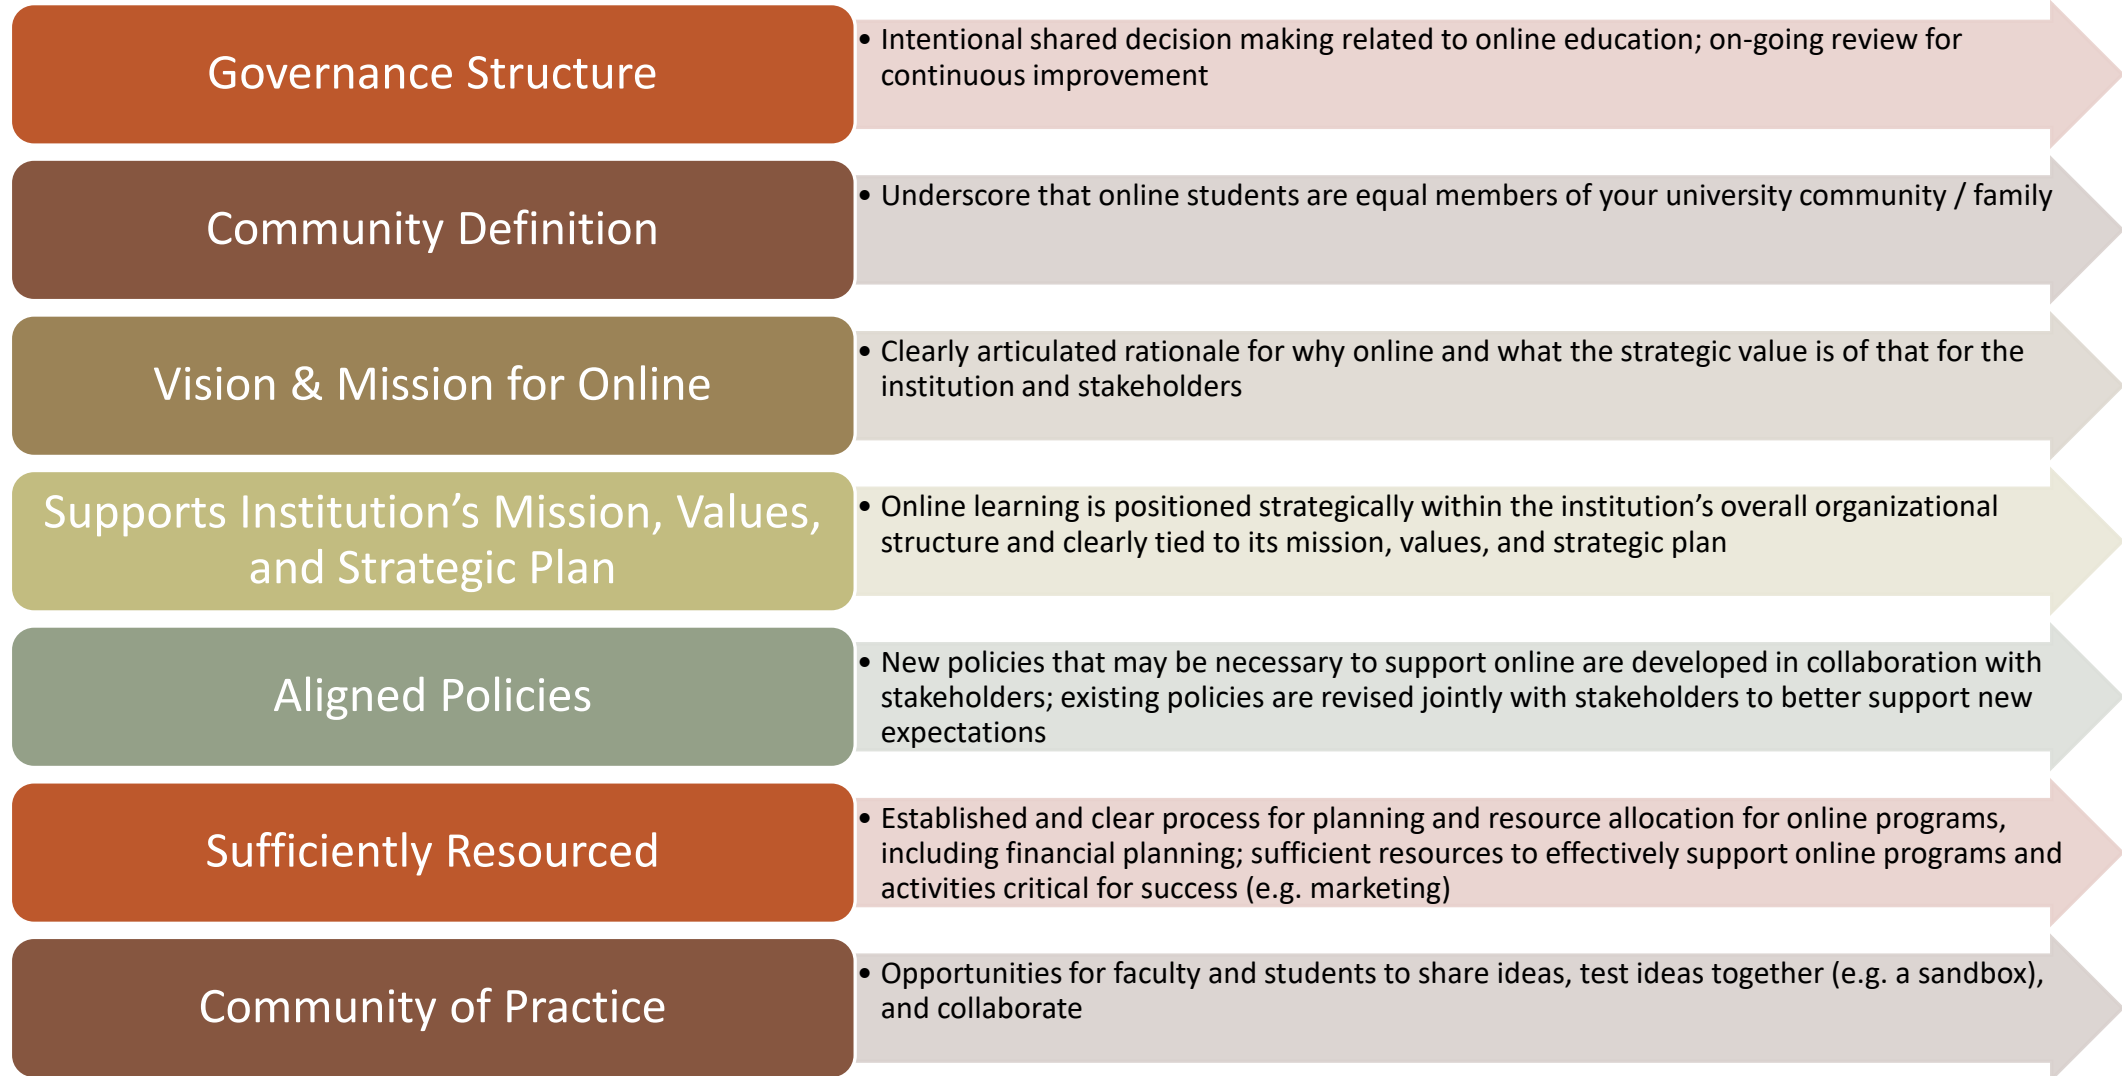 Governance Structure
• Intentional shared decision making related to online education; on-going review for
continuous improvement
Community Definition
• Underscore that online students are equal members of your university community / family
Vision & Mission for Online
• Clearly articulated rationale for why online and what the strategic value is of that for the
institution and stakeholders
Supports Institution’s Mission, Values,
and Strategic Plan
• Online learning is positioned strategically within the institution’s overall organizational
structure and clearly tied to its mission, values, and strategic plan
Aligned Policies
• New policies that may be necessary to support online are developed in collaboration with
stakeholders; existing policies are revised jointly with stakeholders to better support new
expectations
Sufficiently Resourced
• Established and clear process for planning and resource allocation for online programs,
including financial planning; sufficient resources to effectively support online programs and
activities critical for success (e.g. marketing)
Community of Practice
• Opportunities for faculty and students to share ideas, test ideas together (e.g. a sandbox),
and collaborate